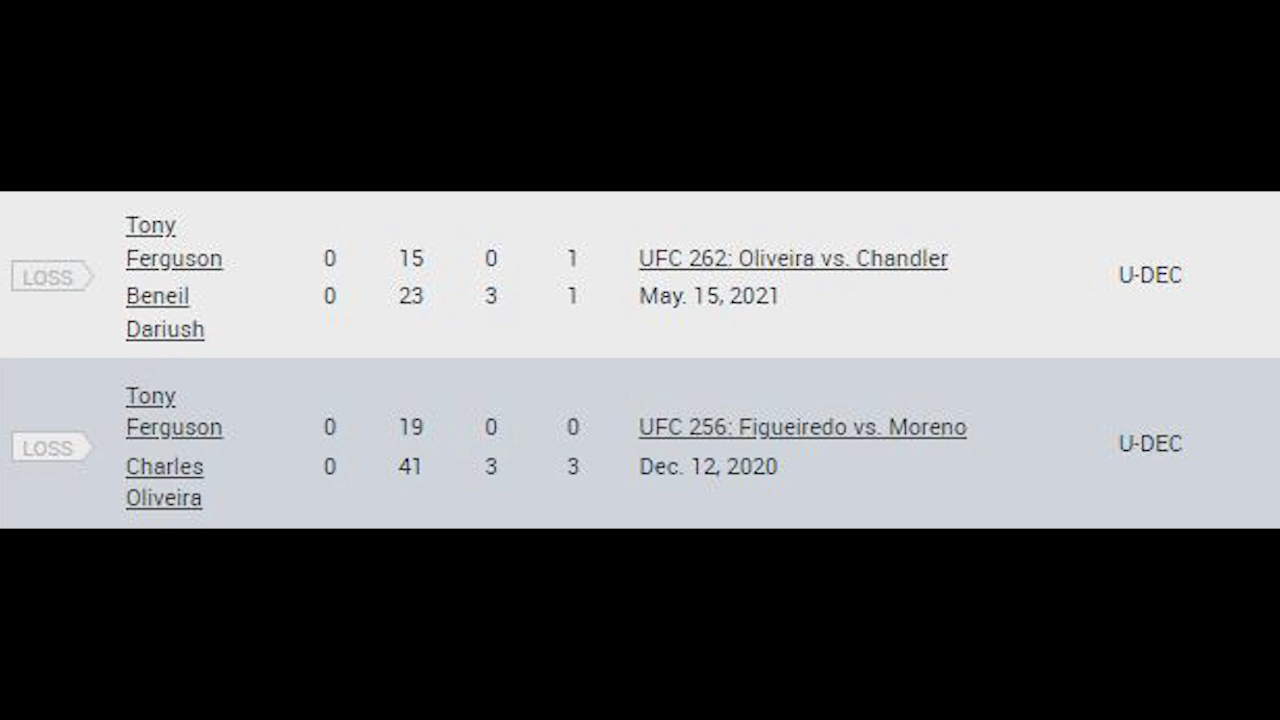 Tony
Ferguson 0 15 0 1 UFC 262: Oliveira vs. Chandler
LOSS U-DEC
Beneil 0 23 3 1 May. 15, 2021
Dariush
Tony
Ferguson 0 19 0 0 UFC 256: Figueiredo vs. Moreno
LOSS U-DEC
Charles 0 41 3 3 Dec. 12, 2020
Oliveira